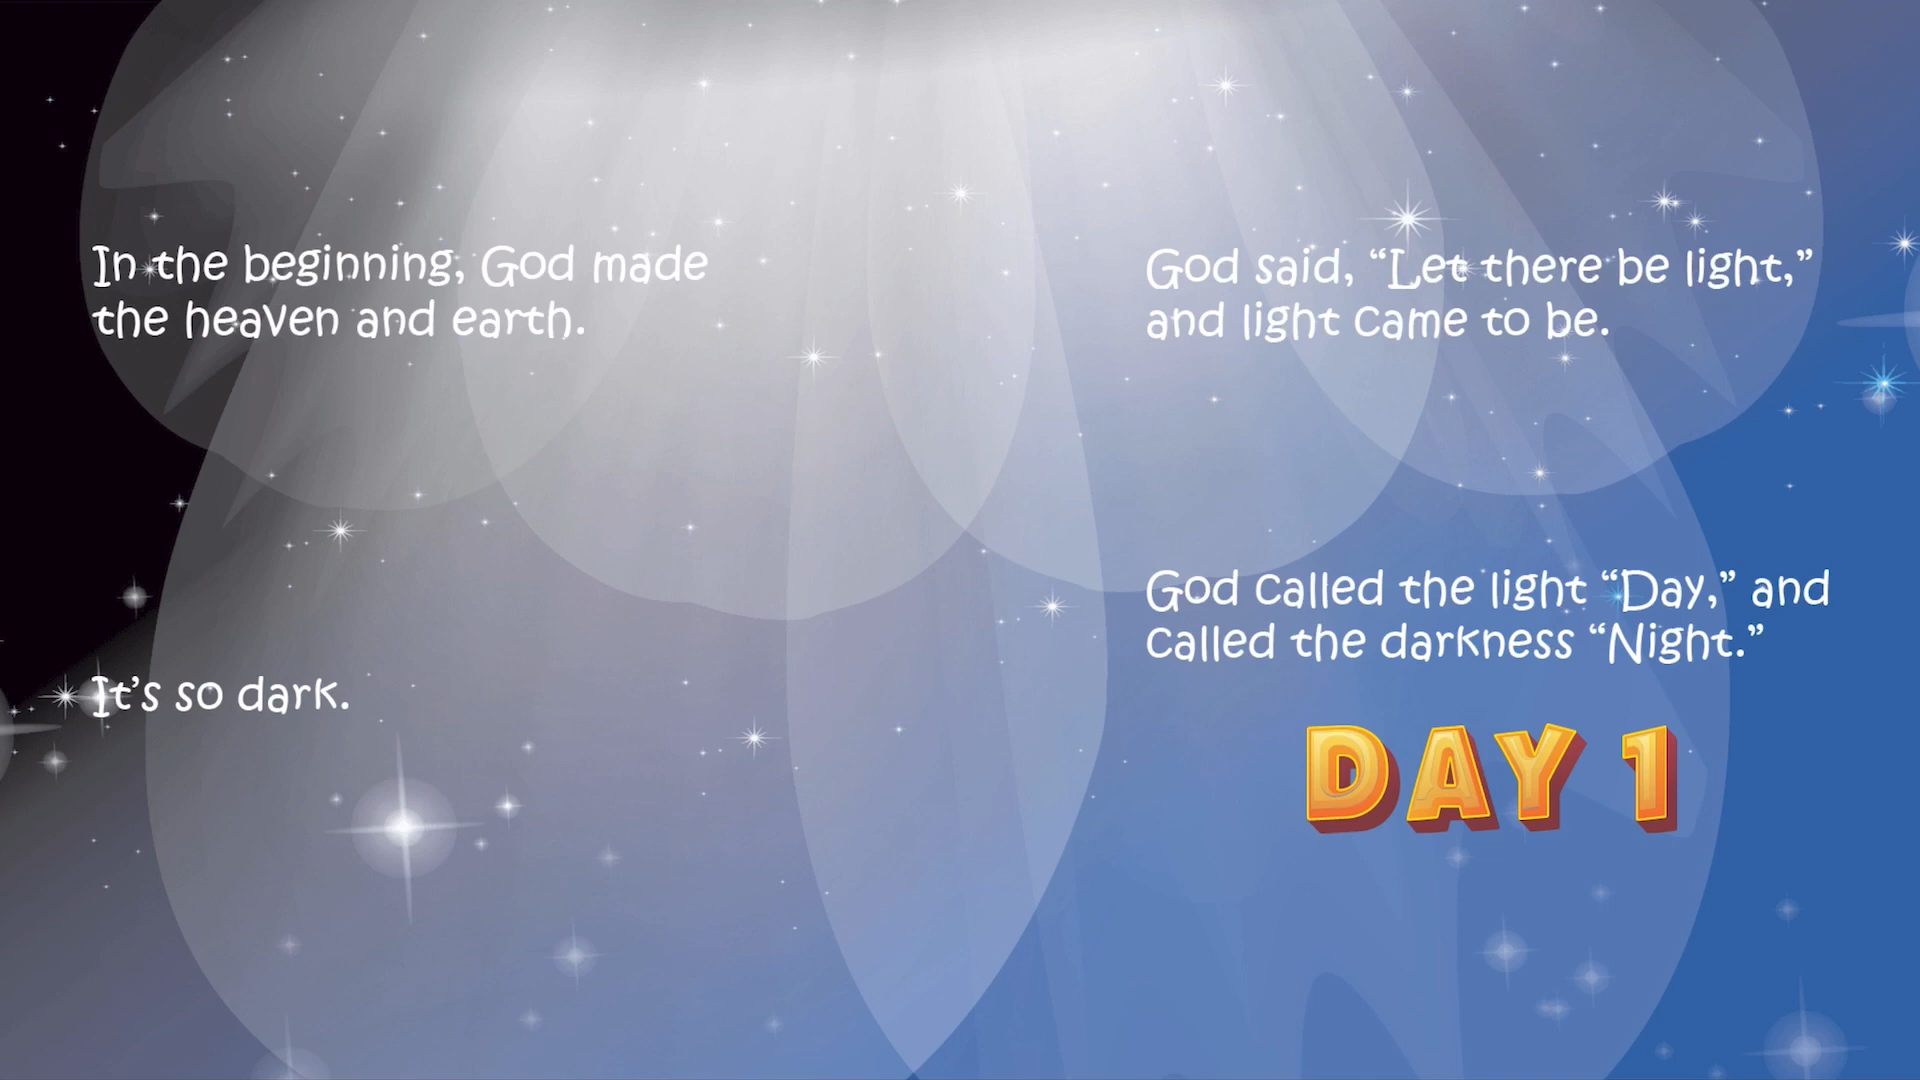 In the beginning, God made
the heaven and earth.
It’s so dark.
God said, “Let there be light,”
and light came to be.
God called the light “Day,” and
called the darkness “Night.”
DAY 1